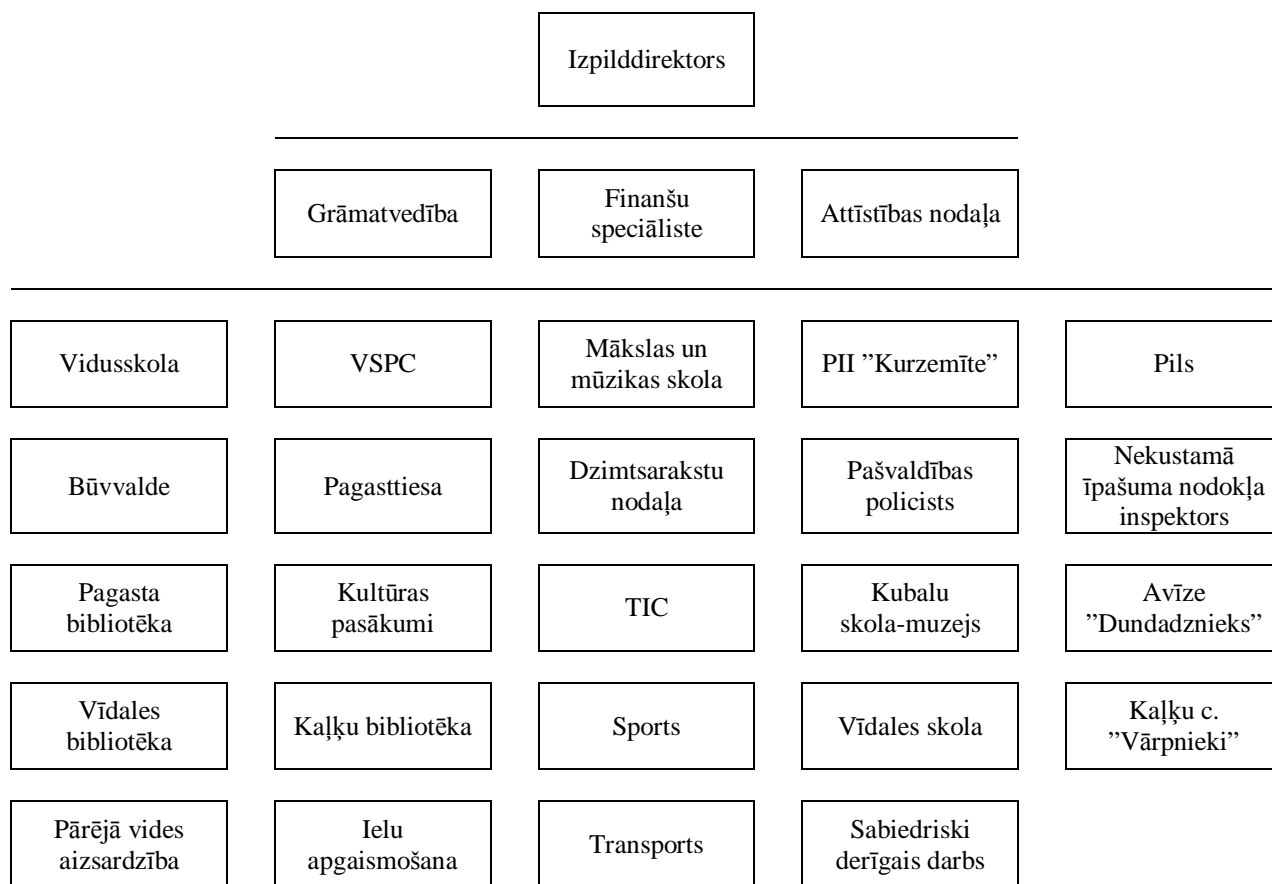 Izpilddirektors
Grāmatvedība
Finanšu
speciāliste
Attīstības nodaļa
Vidusskola
VSPC
Mākslas un
mūzikas skola
PII ”Kurzemīte”
Pils
Būvvalde
Pagasttiesa
Dzimtsarakstu
nodaļa
Pašvaldības
policists
Nekustamā
īpašuma nodokļa
inspektors
Pagasta
bibliotēka
Kultūras
pasākumi
TIC
Kubalu
skola-muzejs
Avīze
”Dundadznieks”
Vīdales
bibliotēka
Kaļķu bibliotēka
Sports
Vīdales skola
Kaļķu c.
”Vārpnieki”
Pārējā vides
aizsardzība
Ielu
apgaismošana
Transports
Sabiedriski
derīgais darbs